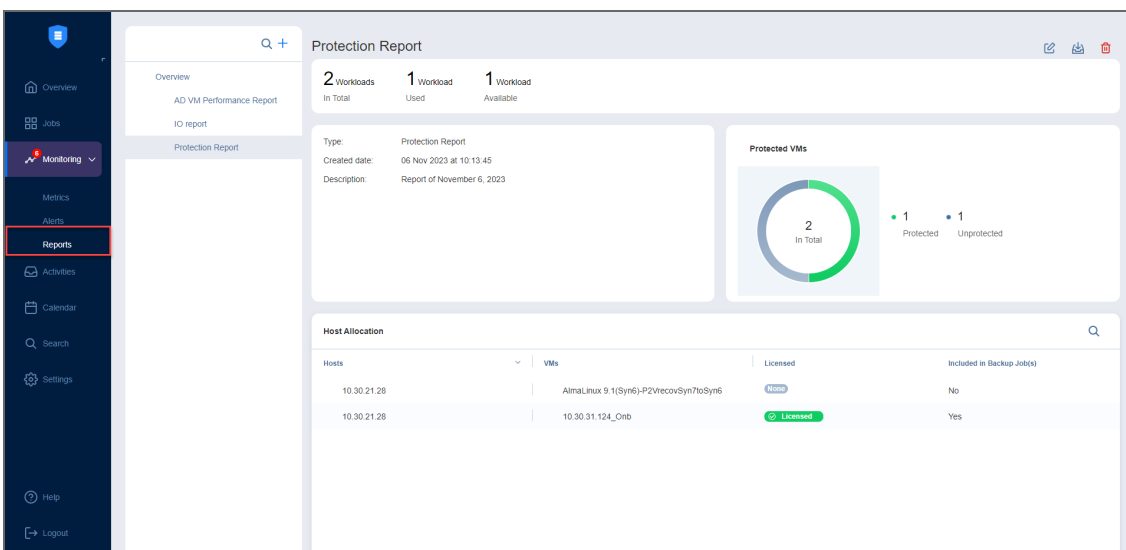 Overview
Jobs
6
Monitoring
Metrics
Alerts
Reports
Activities
Calendar
Search
Settings
Help
Logout
Overview
AD VM Performance Report
IO report
Protection Report
Protection Report
2 Workloads 1 Workload 1 Workload
In Total Used Available
Type: Protection Report
Created date: 06 Nov 2023 at 10:13:45
Description: Report of November 6, 2023
Protected VMs
2
In Total
1 1
Protected Unprotected
Host Allocation
Hosts VMs Licensed Included in Backup Job(s)
10.30.21.28 AlmaLinux 9.1(Syn6)-P2VrecovSyn7toSyn6 None No
10.30.21.28 10.30.31.124_Onb Licensed Yes